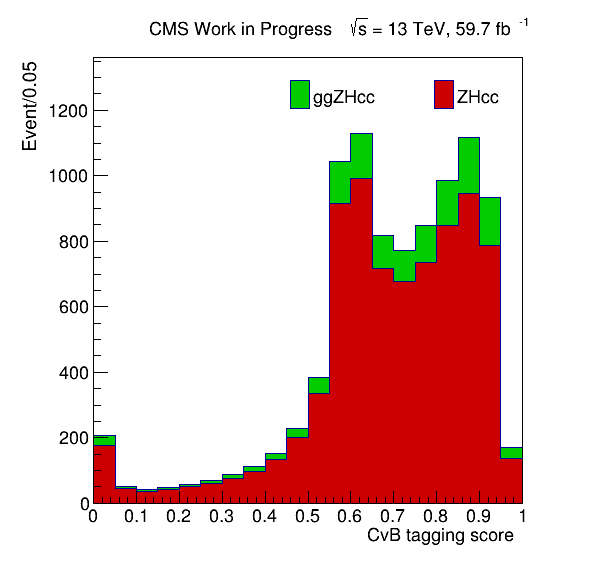 CMS Work in Progress √s = 13 TeV, 59.7 fb -1
Event/0.05
ggZHcc ZHcc
1200
1000
800
600
400
200
0
0 0.1 0.2 0.3 0.4 0.5 0.6 0.7 0.8 0.9 1
CvB tagging score